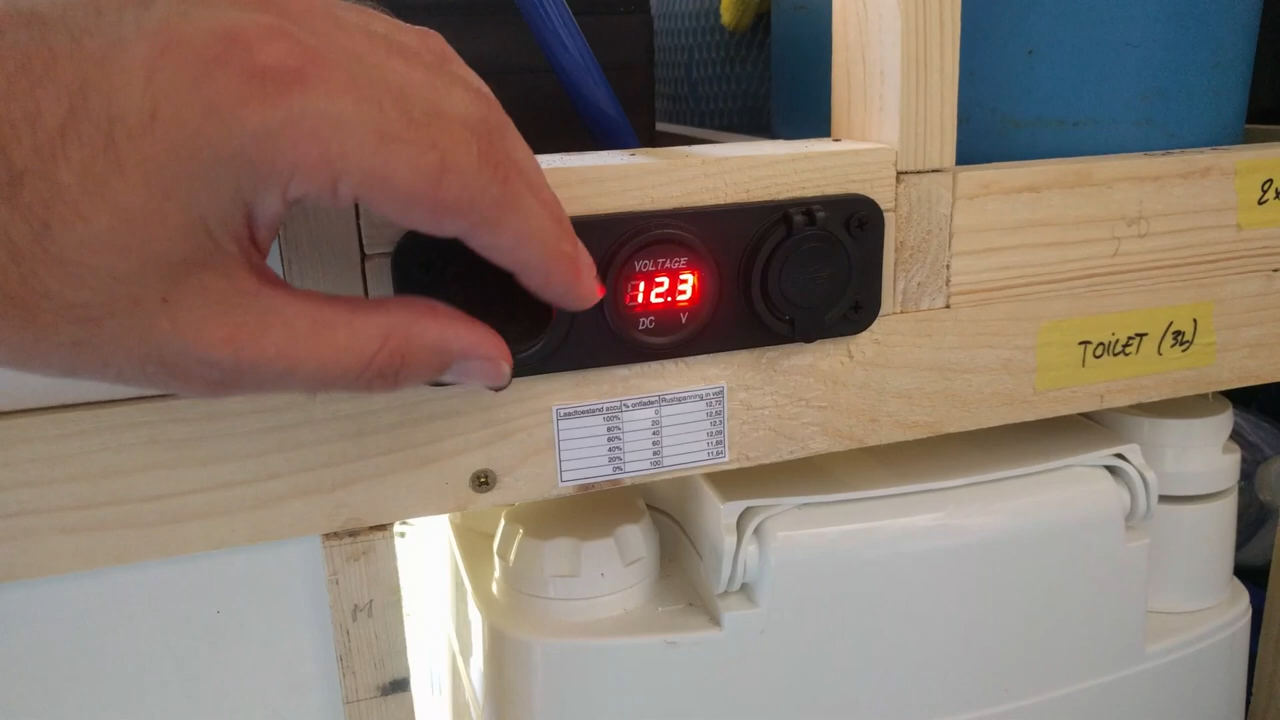 VOLTAGE
12.3
DC V
2x
TOILET (3L)
Laadtoestand accu % ontladen Rustspanning in volt
100% 0 12,72
80% 20 12,52
60% 40 12,3
40% 60 12,09
20% 80 11,88
0% 100 11,64
M